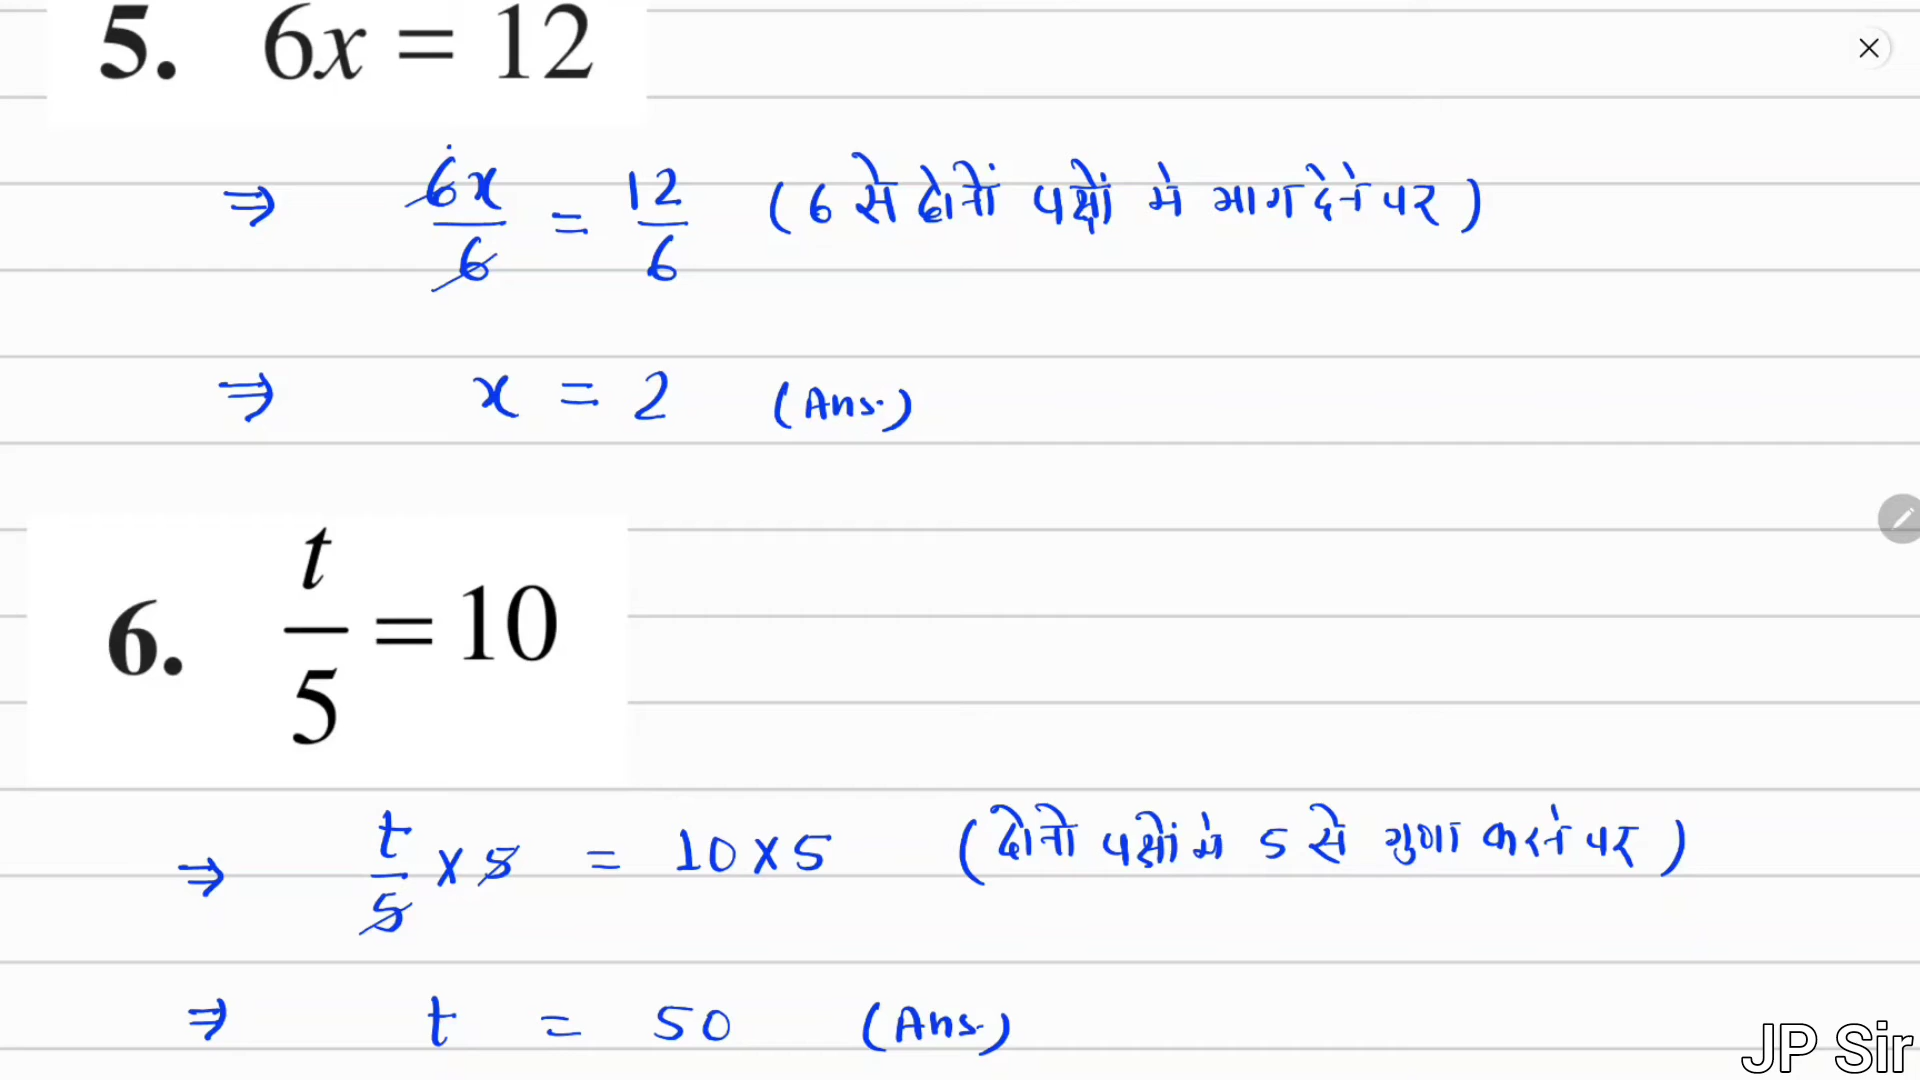 5. 6x = 12
⇒ 6x/6 = 12/6 (6 से दोनों पक्षों में भाग देने पर)
⇒ x = 2 (Ans.)
6. t/5 = 10
⇒ t/5 × 5 = 10 × 5 (दोनो पक्षों में 5 से गुणा करने पर)
⇒ t = 50 (Ans.)
JP Sir